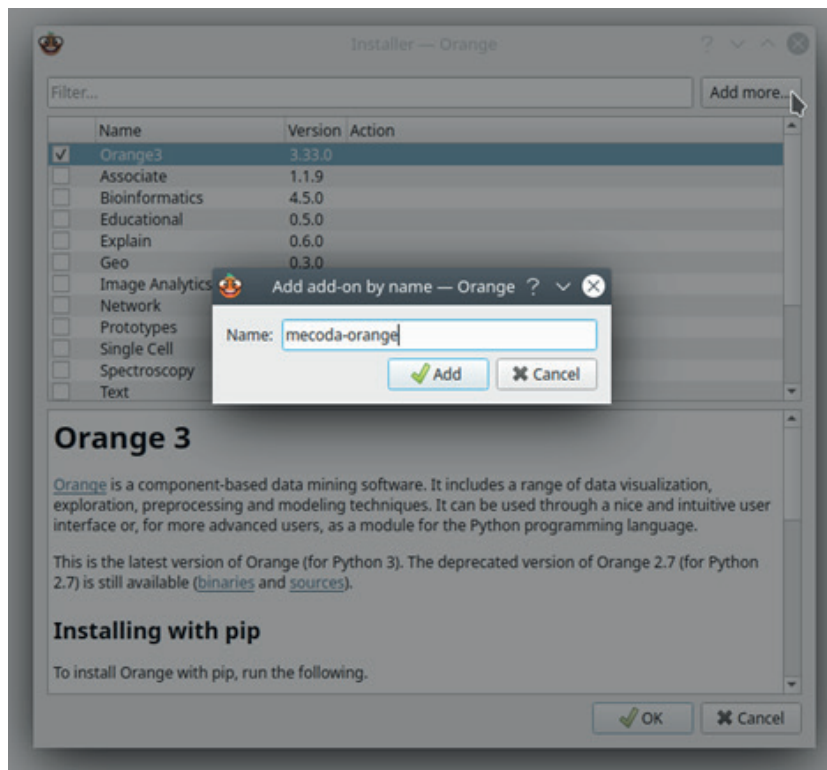 Installer — Orange
Filter...
Add more...
Name Version Action
Orange3 3.33.0
Associate 1.1.9
Bioinformatics 4.5.0
Educational 0.5.0
Explain 0.6.0
Geo 0.3.0
Image Analytics
Network
Prototypes
Single Cell
Spectroscopy
Text
Add add-on by name — Orange
Name: mecoda-orange
Add Cancel
Orange 3
Orange is a component-based data mining software. It includes a range of data visualization,
exploration, preprocessing and modeling techniques. It can be used through a nice and intuitive user
interface or, for more advanced users, as a module for the Python programming language.
This is the latest version of Orange (for Python 3). The deprecated version of Orange 2.7 (for Python
2.7) is still available (binaries and sources).
Installing with pip
To install Orange with pip, run the following.
OK Cancel